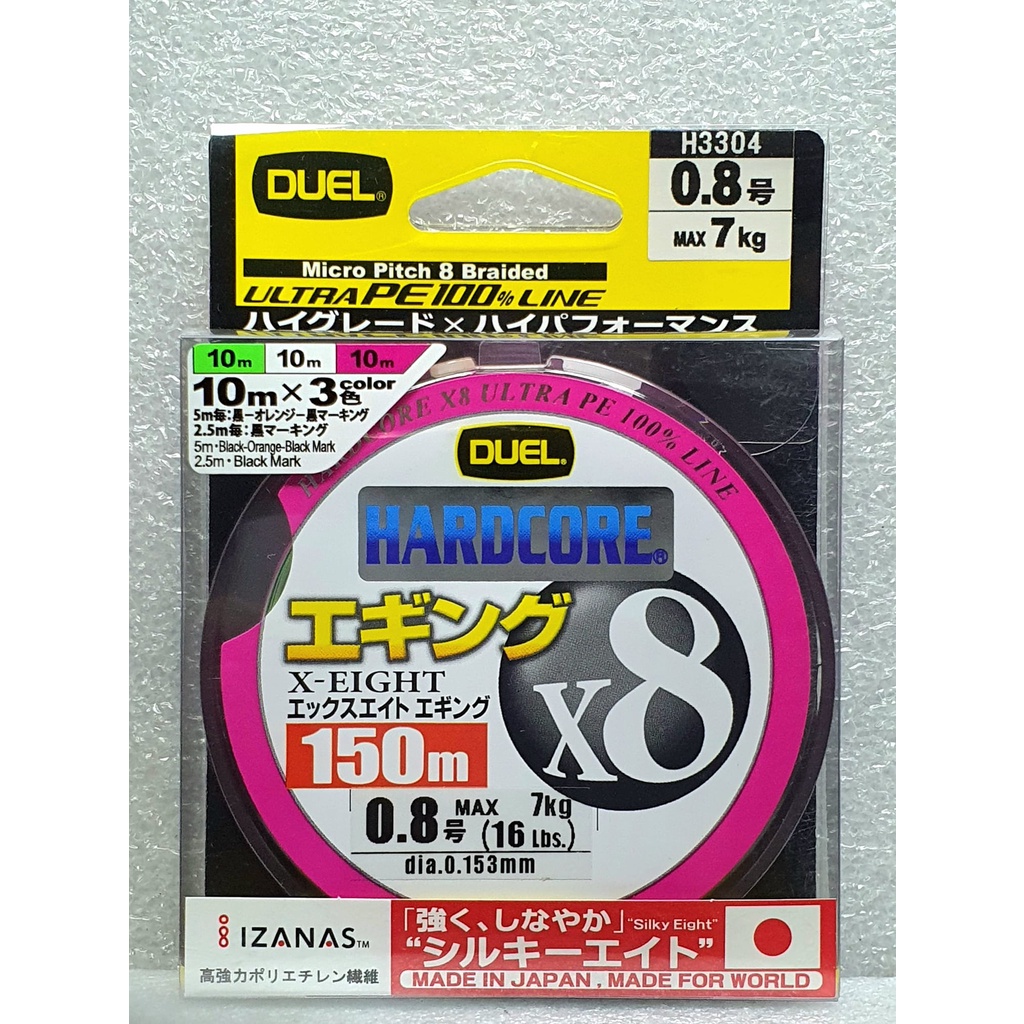 DUEL®
H3304
0.8号
MAX 7kg
Micro Pitch 8 Braided
ULTRA PE 100% LINE
ハイグレード×ハイパフォーマンス
10m 10m 10m
10m×3color色
5m毎:黒-オレンジ-黒マーキング
2.5m毎:黒マーキング
5m・Black-Orange-Black Mark
2.5m・Black Mark
HARDCORE X8 ULTRA PE 100% LINE
DUEL®
HARDCORE®
エギング
X8
X-EIGHT
エックスエイト エギング
150m
0.8号 MAX 7kg (16 Lbs.)
dia.0.153mm
IZANAS™
高強力ポリエチレン繊維
「強く、しなやか」"Silky Eight"
“シルキーエイト”
MADE IN JAPAN , MADE FOR WORLD